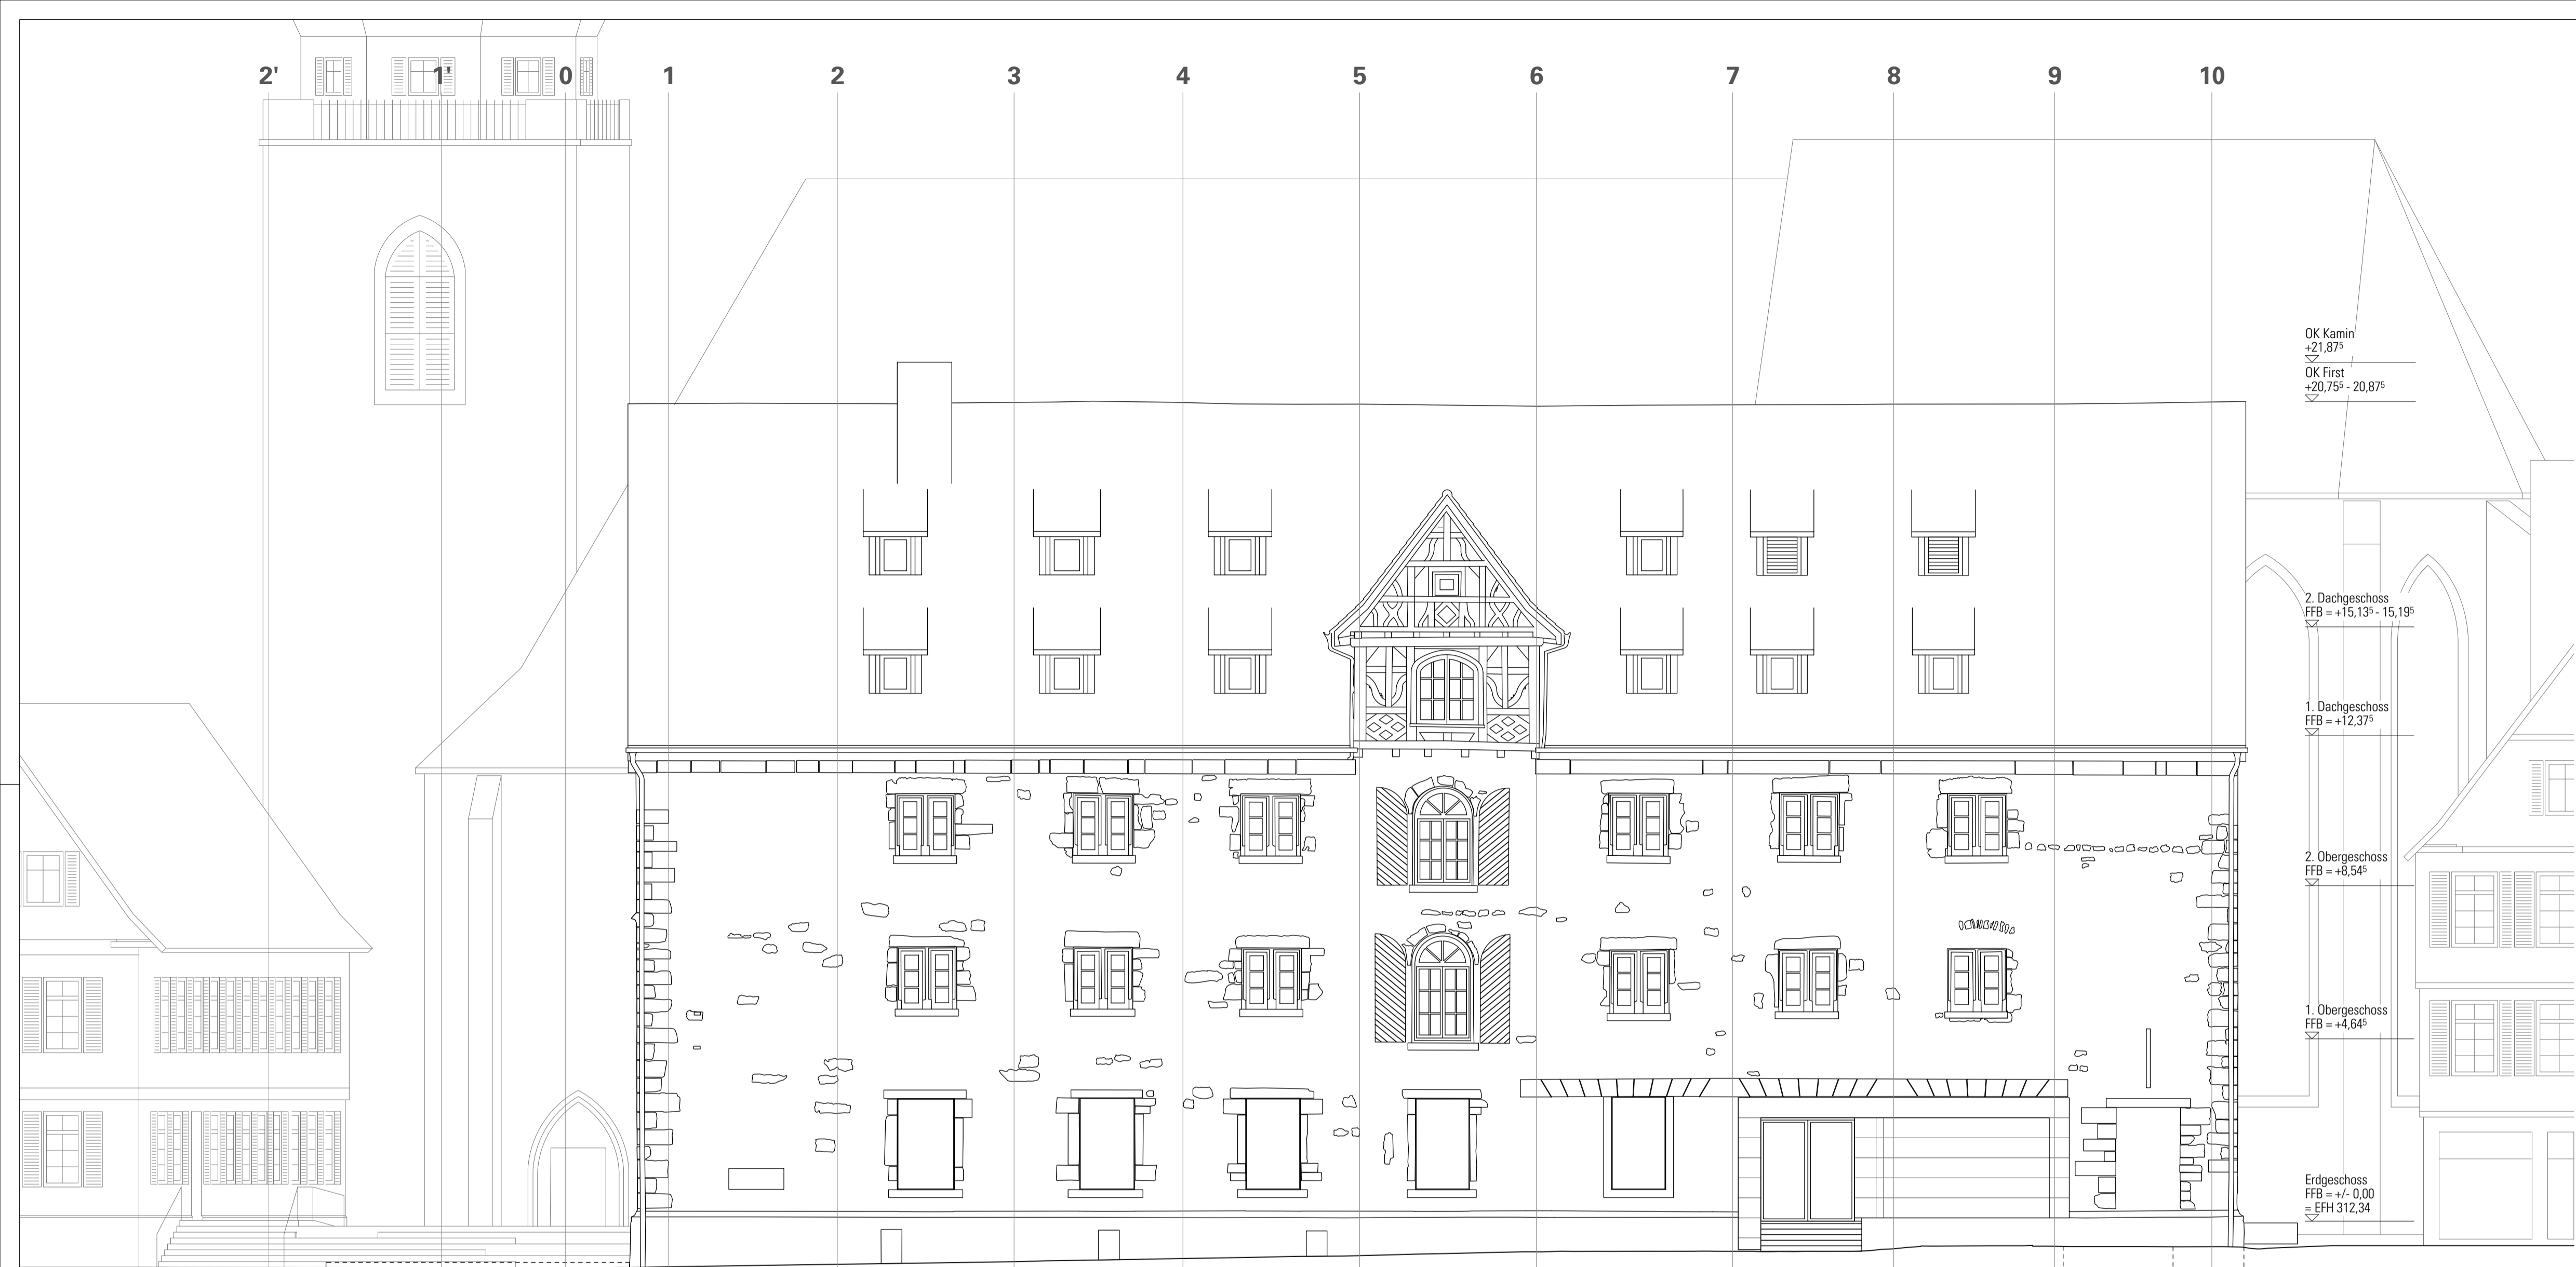 2' 1' 0 1 2 3 4 5 6 7 8 9 10
OK Kamin
+21,87⁵
OK First
+20,75⁵ - 20,87⁵
2. Dachgeschoss
FFB = +15,13⁵ - 15,19⁵
1. Dachgeschoss
FFB = +12,37⁵
2. Obergeschoss
FFB = +8,54⁵
1. Obergeschoss
FFB = +4,64⁵
Erdgeschoss
FFB = +/- 0,00
= EFH 312,34